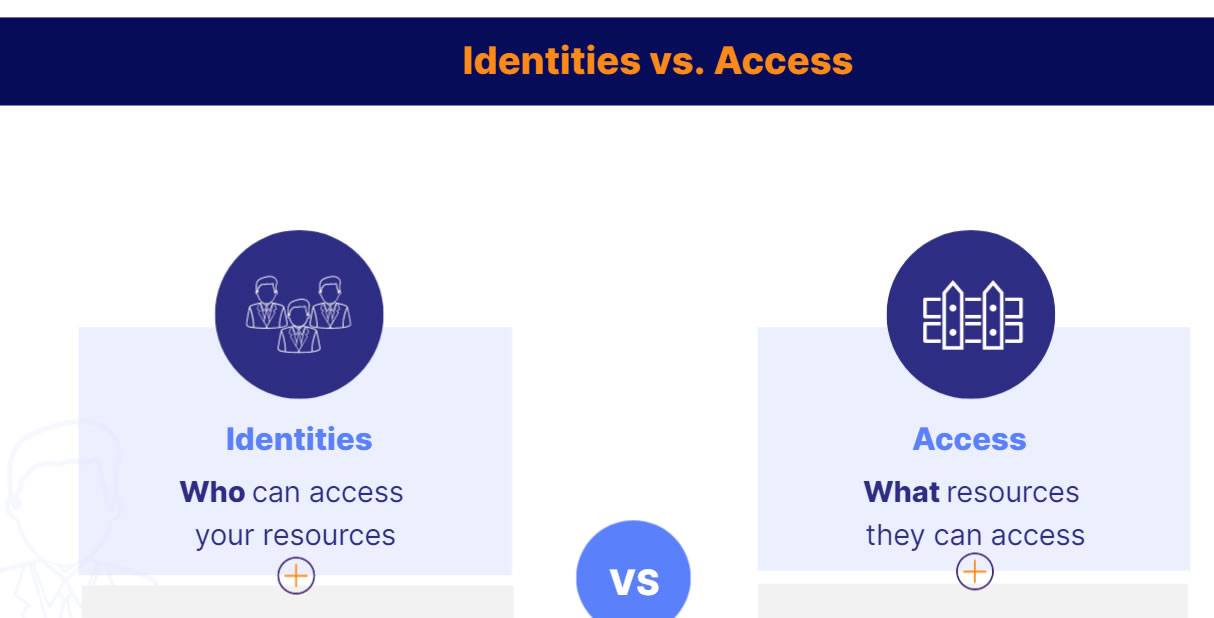 Identities vs. Access
Identities
Who can access
your resources
vs
Access
What resources
they can access